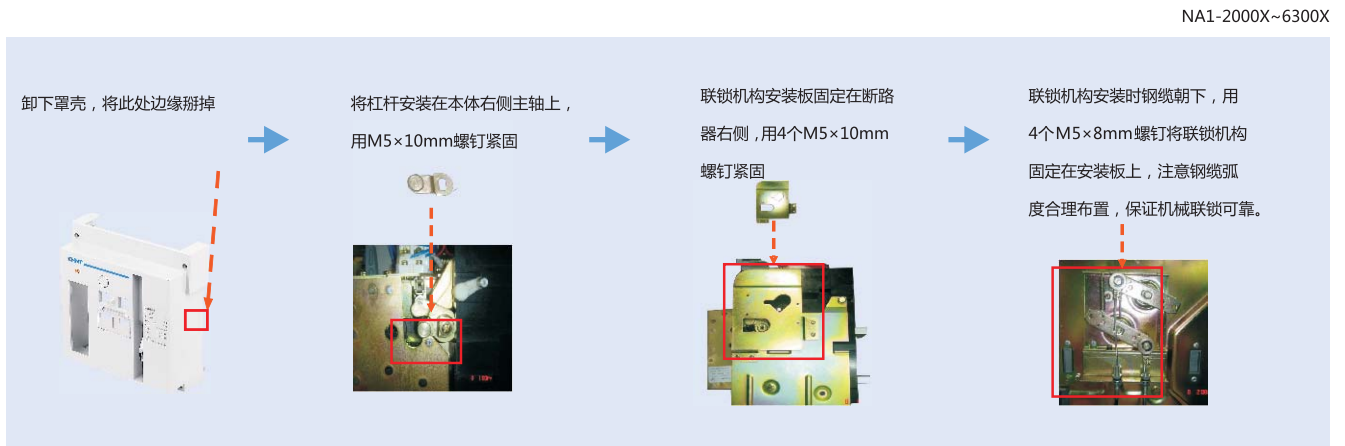 NA1-2000X~6300X
卸下罩壳，将此处边缘掰掉
将杠杆安装在本体右侧主轴上，
用M5×10mm螺钉紧固
联锁机构安装板固定在断路
器右侧，用4个M5×10mm
螺钉紧固
联锁机构安装时钢缆朝下，用
4个M5×8mm螺钉将联锁机构
固定在安装板上，注意钢缆弧
度合理布置，保证机械联锁可靠。